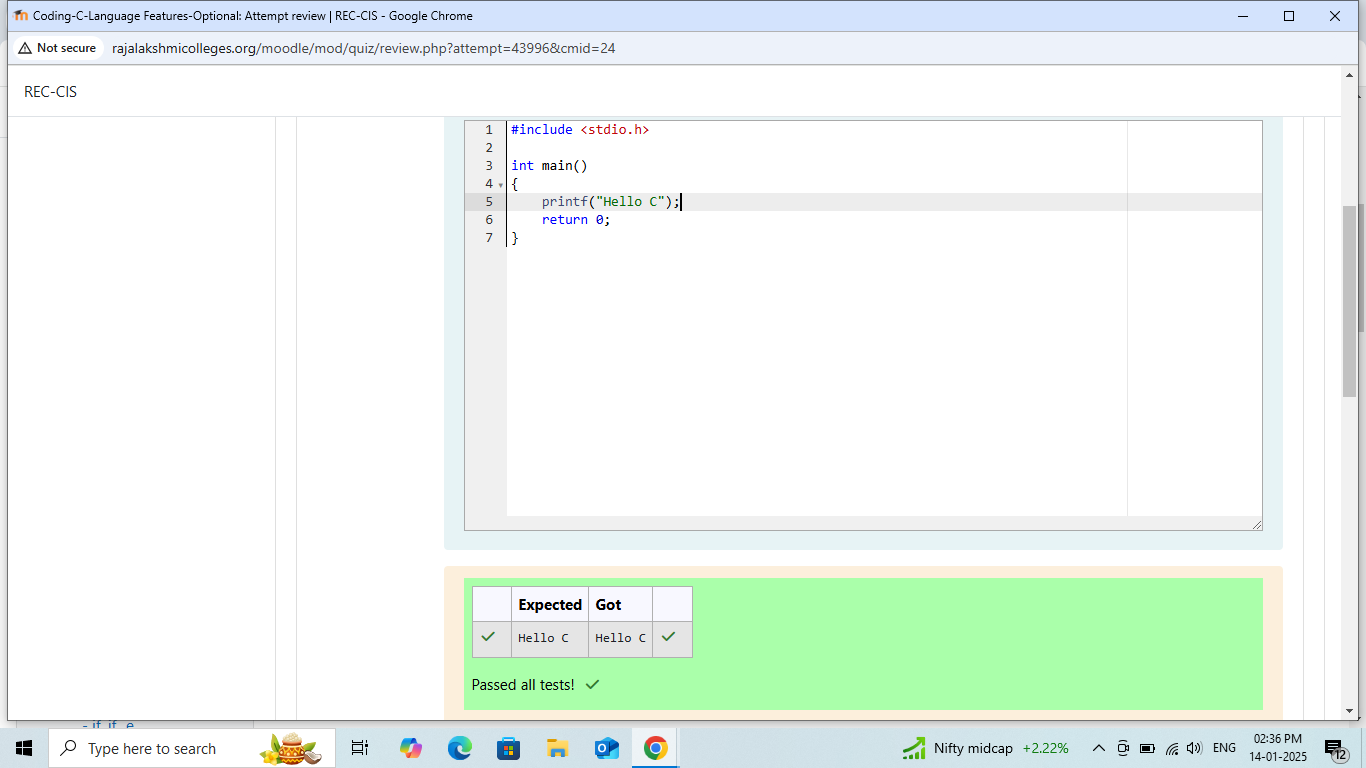 Coding-C-Language Features-Optional: Attempt review | REC-CIS - Google Chrome
Not secure rajalakshmicolleges.org/moodle/mod/quiz/review.php?attempt=43996&cmid=24
REC-CIS
1 #include <stdio.h>
2
3 int main()
4 {
5 printf("Hello C");
6 return 0;
7 }
Expected Got
Hello C Hello C
Passed all tests!
Type here to search
Nifty midcap +2.22%
ENG
02:36 PM
14-01-2025
12